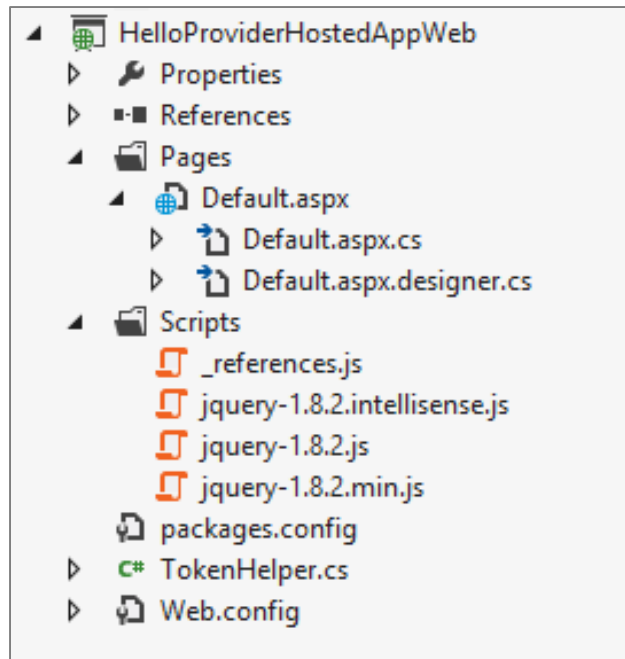 HelloProviderHostedAppWeb
Properties
References
Pages
Default.aspx
Default.aspx.cs
Default.aspx.designer.cs
Scripts
_references.js
jquery-1.8.2.intellisense.js
jquery-1.8.2.js
jquery-1.8.2.min.js
packages.config
C# TokenHelper.cs
Web.config